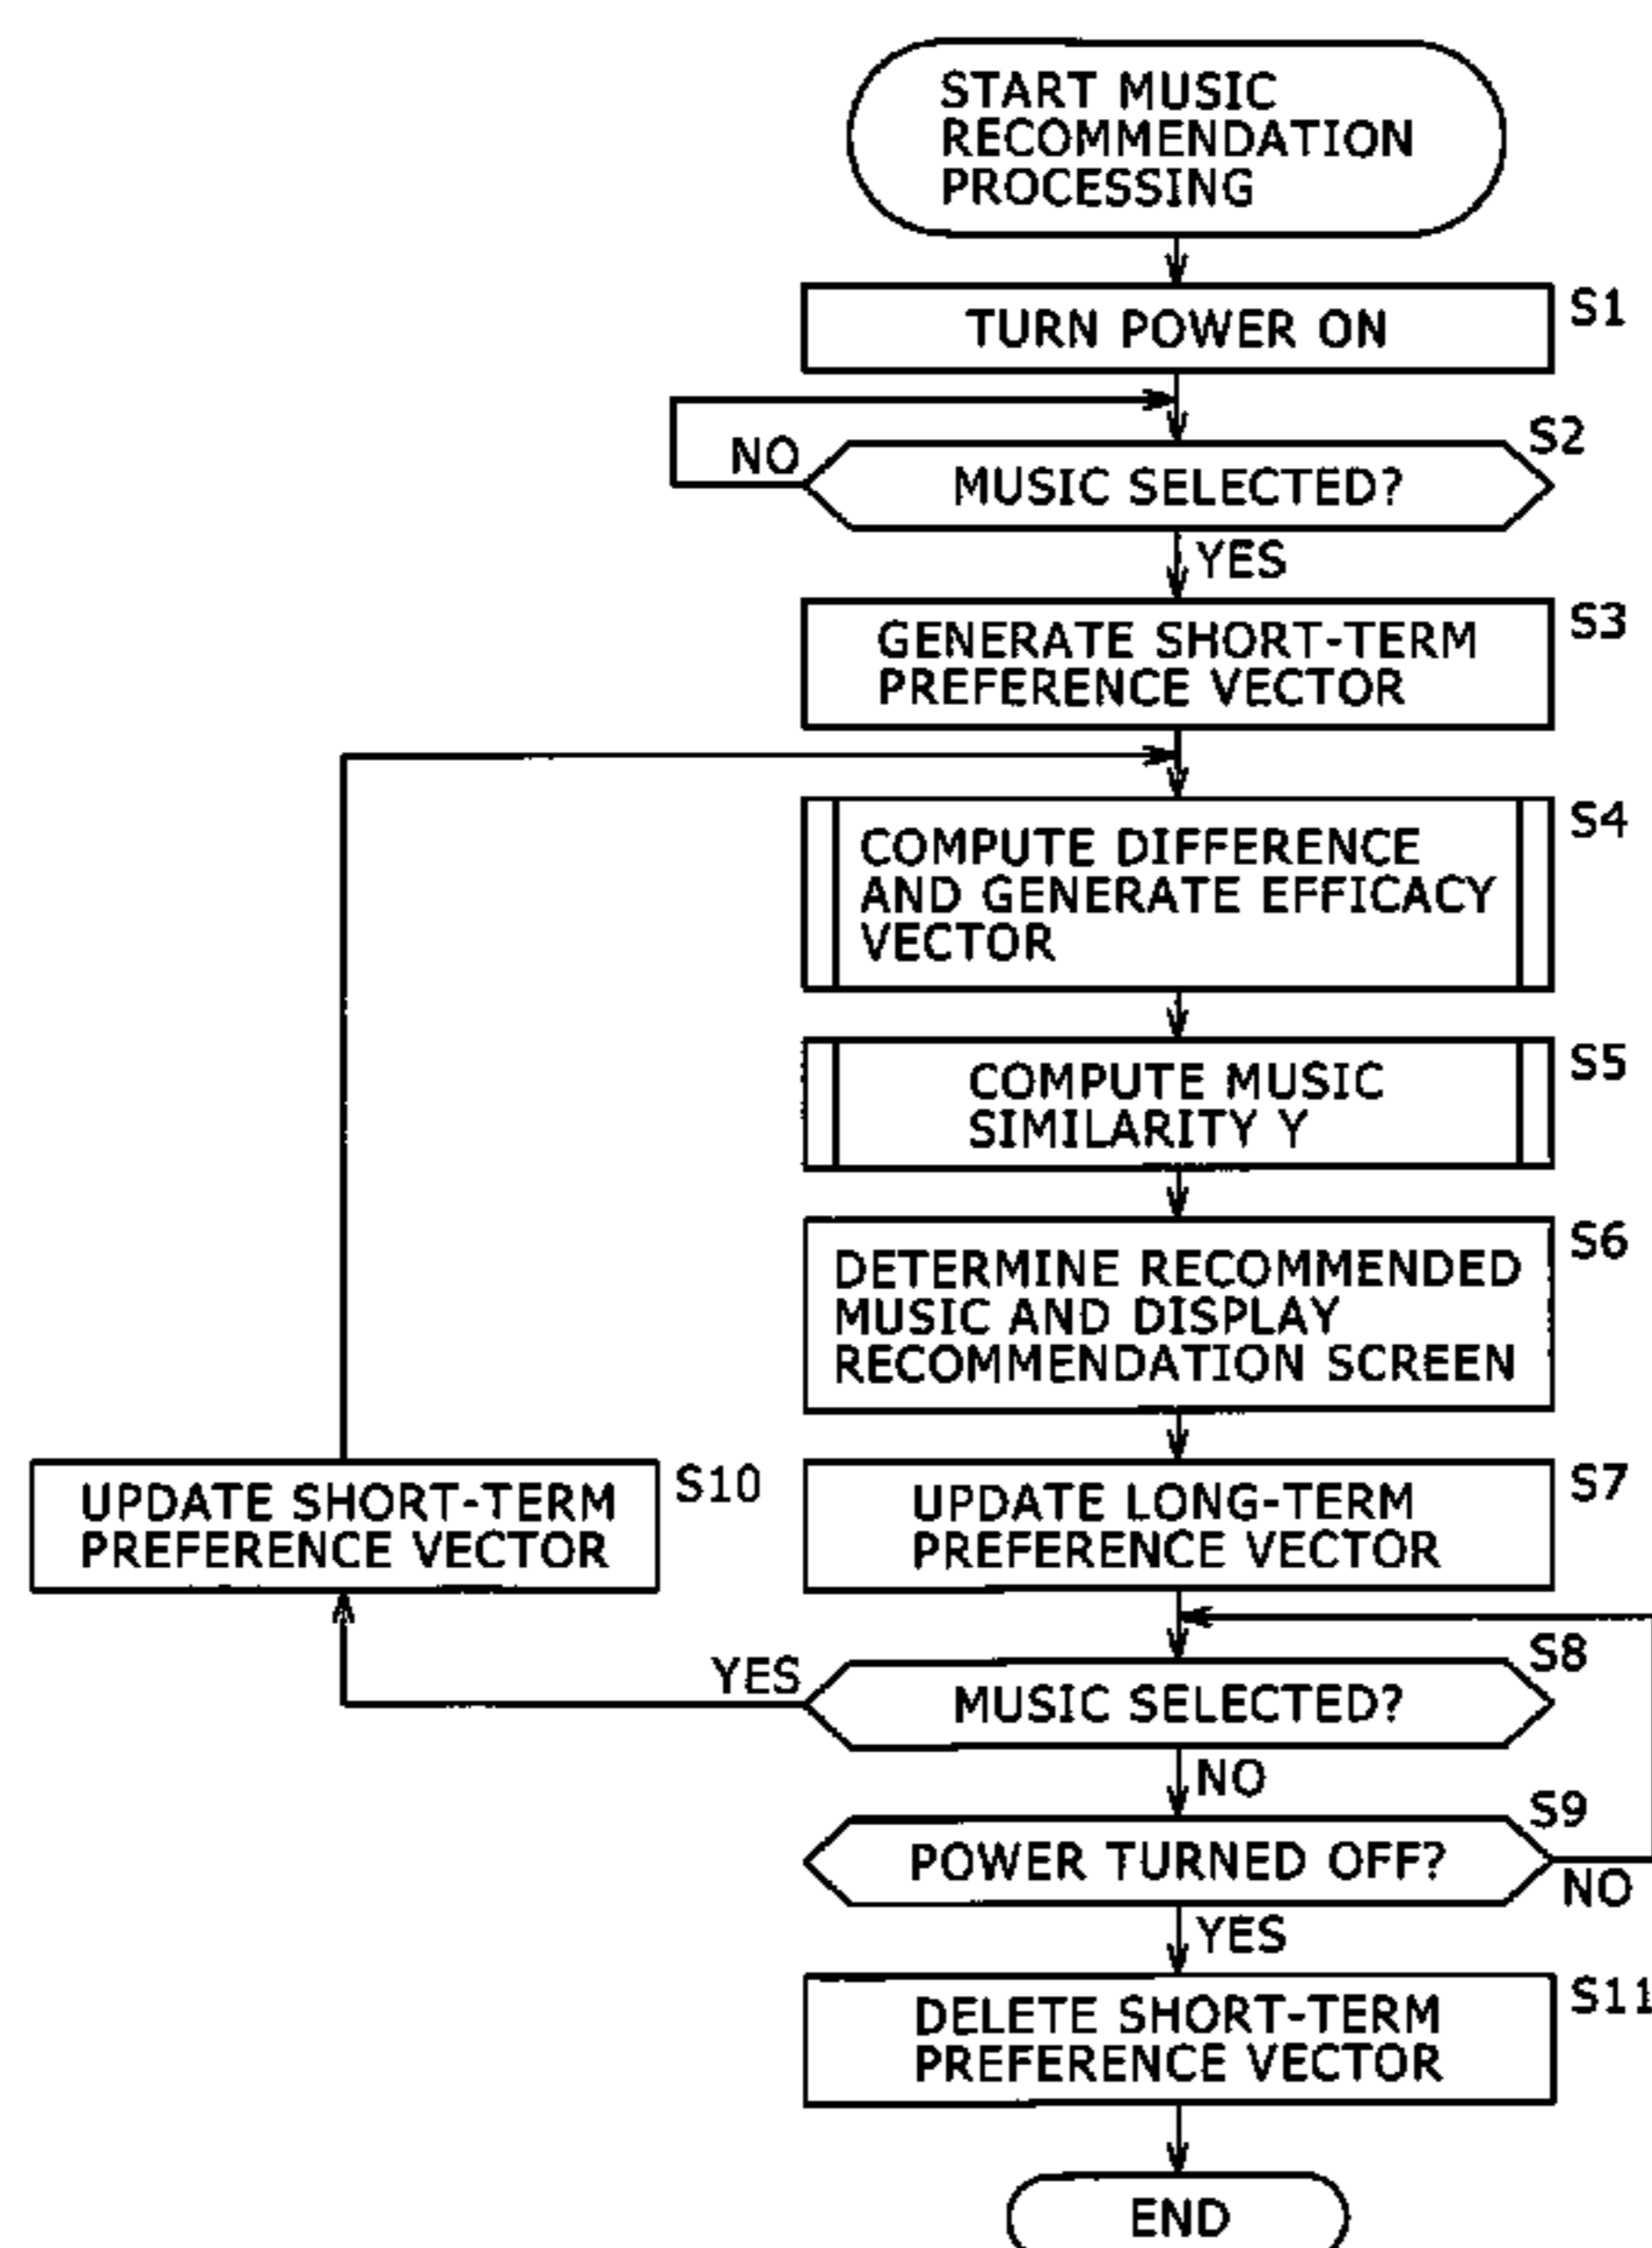 START MUSIC
RECOMMENDATION
PROCESSING
TURN POWER ON
S1
S2
NO
MUSIC SELECTED?
YES
GENERATE SHORT-TERM
PREFERENCE VECTOR
S3
COMPUTE DIFFERENCE
AND GENERATE EFFICACY
VECTOR
S4
COMPUTE MUSIC
SIMILARITY Y
S5
DETERMINE RECOMMENDED
MUSIC AND DISPLAY
RECOMMENDATION SCREEN
S6
UPDATE SHORT-TERM
PREFERENCE VECTOR
S10
UPDATE LONG-TERM
PREFERENCE VECTOR
S7
S8
YES
MUSIC SELECTED?
NO
S9
POWER TURNED OFF?
NO
YES
DELETE SHORT-TERM
PREFERENCE VECTOR
S11
END